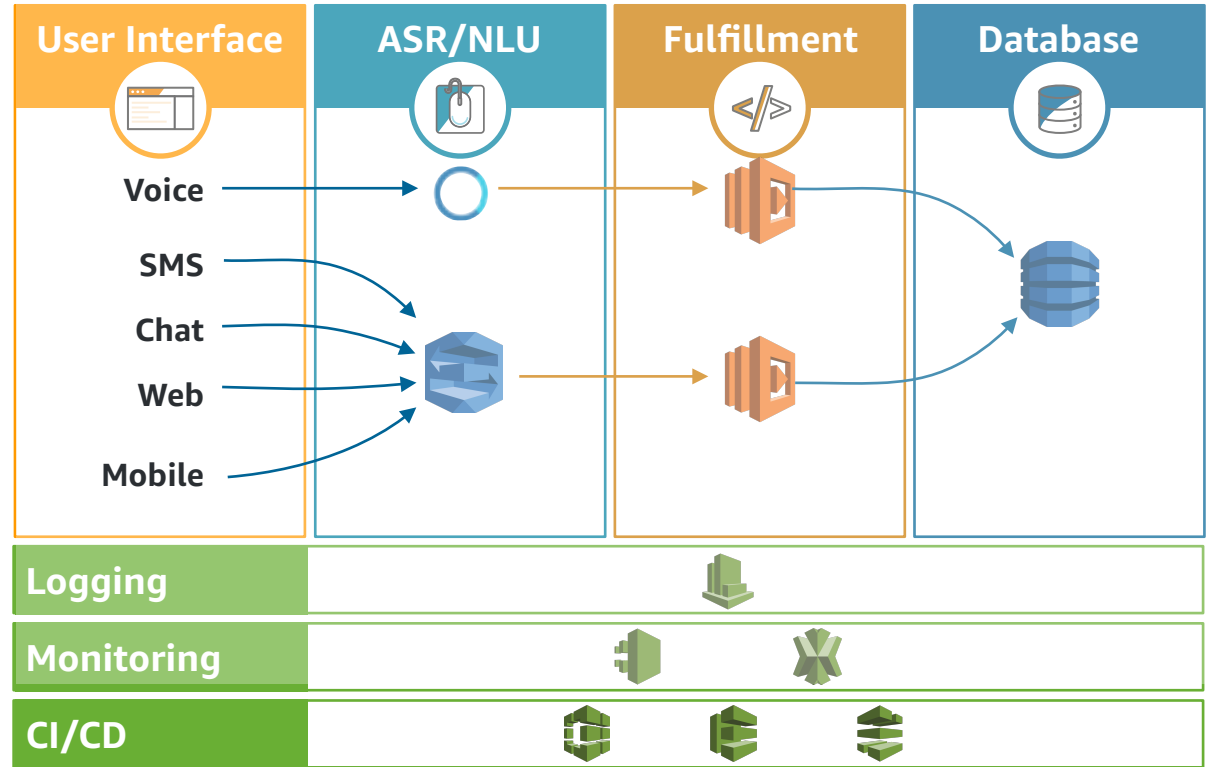 User Interface
ASR/NLU
Fulfillment
Database
</>
Voice
SMS
Chat
Web
Mobile
Logging
Monitoring
CI/CD